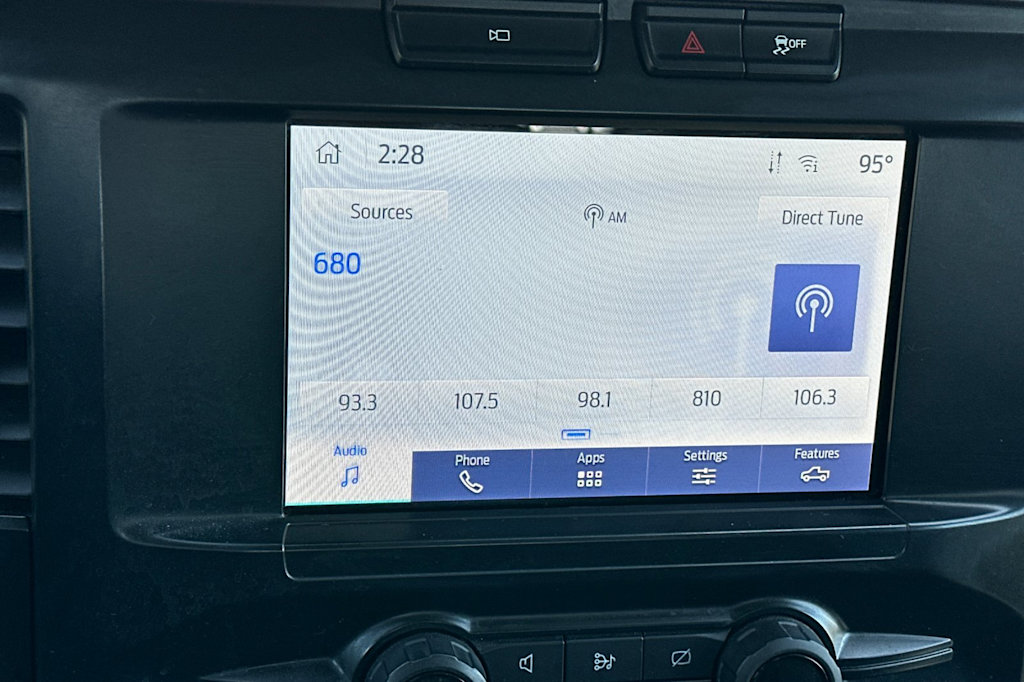 OFF
2:28
95°
Sources
AM
Direct Tune
680
93.3 107.5 98.1 810 106.3
Audio Phone Apps Settings Features